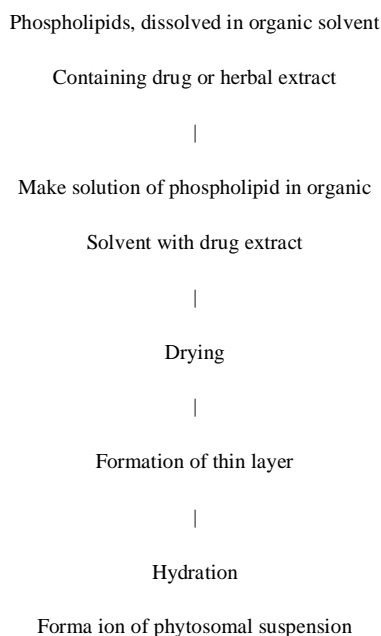 Phospholipids, dissolved in organic solvent
Containing drug or herbal extract
|
Make solution of phospholipid in organic
Solvent with drug extract
|
Drying
|
Formation of thin layer
|
Hydration
Forma ion of phytosomal suspension